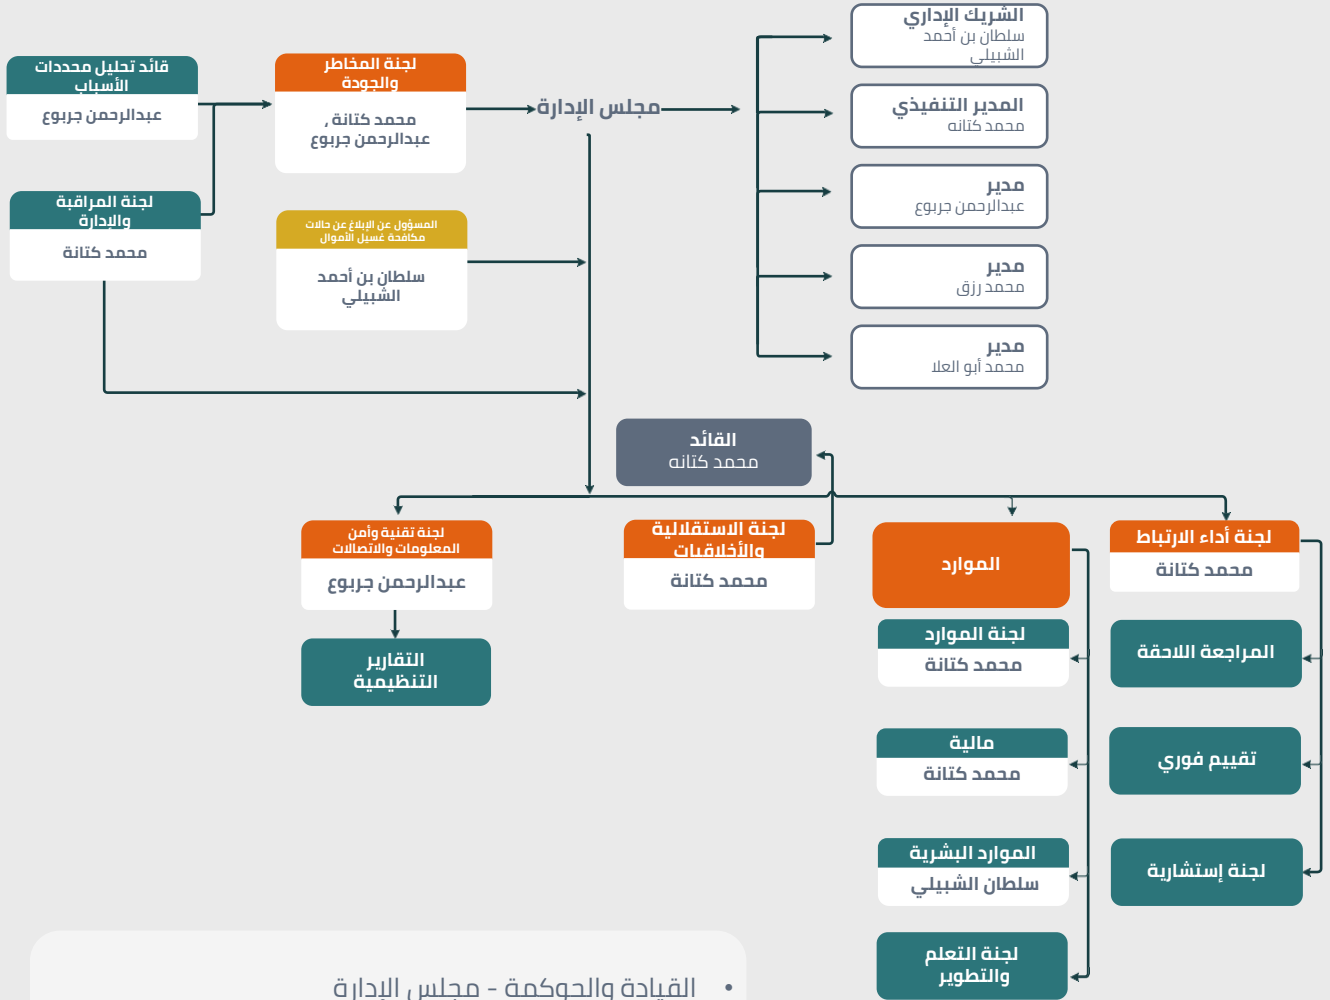 الشريك الإداري
سلطان بن أحمد
الشبيلي
المدير التنفيذي
محمد كتانه
مدير
عبدالرحمن جربوع
مدير
محمد رزق
مدير
محمد أبو العلا
مجلس الإدارة
لجنة المخاطر
والجودة
محمد كتانة ،
عبدالرحمن جربوع
قائد تحليل محددات
الأسباب
عبدالرحمن جربوع
لجنة المراقبة
والإدارة
محمد كتانة
المسؤول عن الإبلاغ عن حالات
مكافحة غسيل الأموال
سلطان بن أحمد
الشبيلي
القائد
محمد كتانه
لجنة أداء الارتباط
محمد كتانة
المراجعة اللاحقة
تقييم فوري
لجنة إستشارية
الموارد
لجنة الموارد
محمد كتانة
مالية
محمد كتانة
الموارد البشرية
سلطان الشبيلي
لجنة التعلم
والتطوير
لجنة الاستقلالية
والأخلاقيات
محمد كتانة
لجنة تقنية وأمن
المعلومات والاتصالات
عبدالرحمن جربوع
التقارير
التنظيمية
• القيادة والحوكمة - مجلس الإدارة